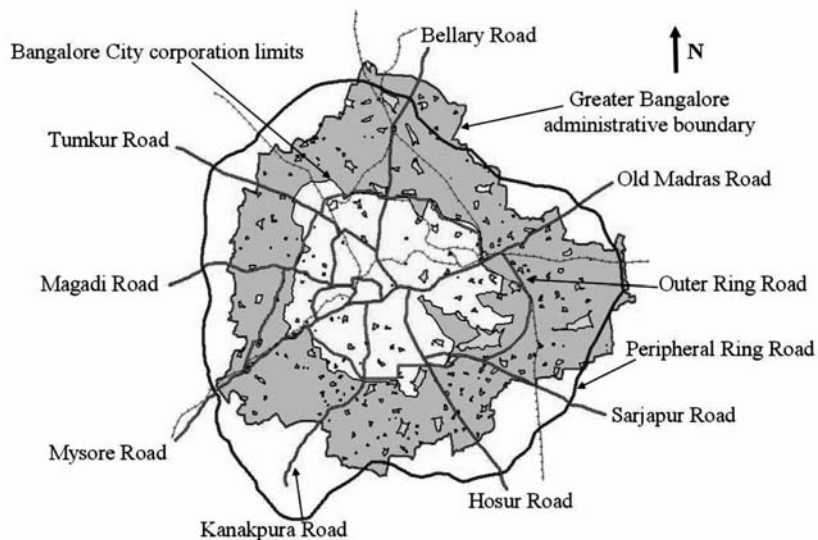 Bellary Road
N
Bangalore City corporation limits
Greater Bangalore
administrative boundary
Tumkur Road
Old Madras Road
Magadi Road
Outer Ring Road
Peripheral Ring Road
Sarjapur Road
Mysore Road
Hosur Road
Kanakpura Road